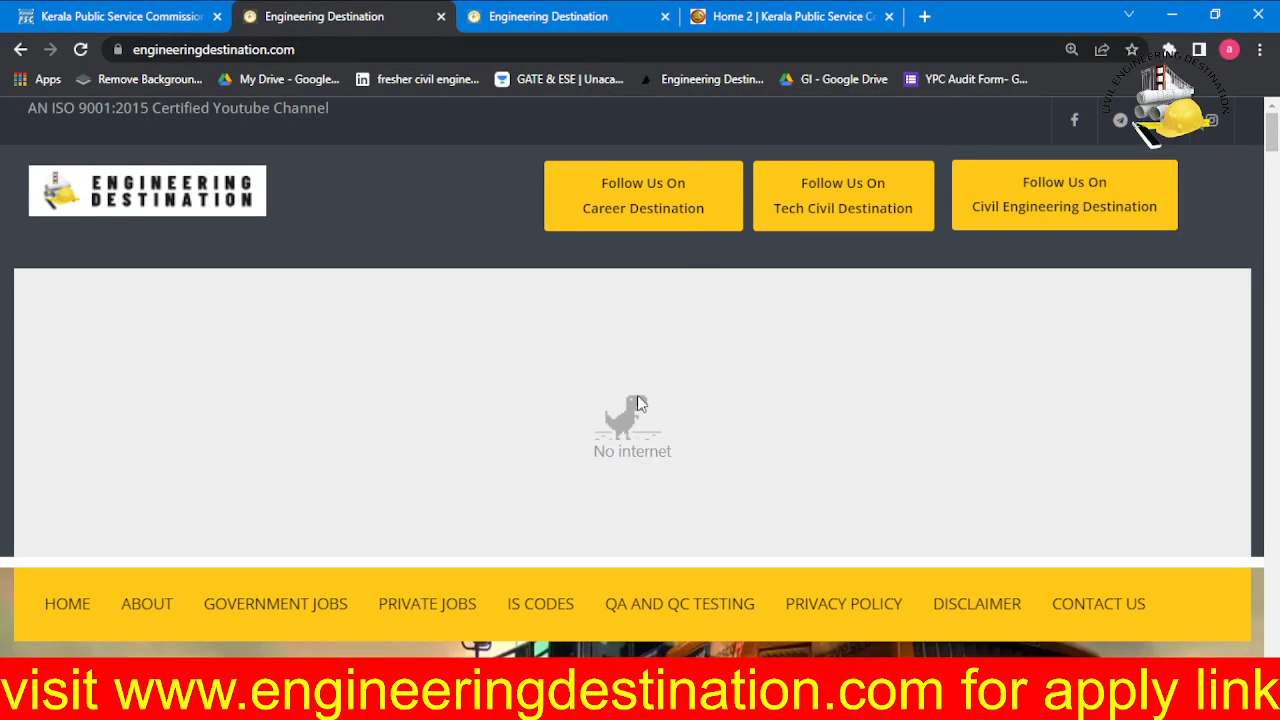 Kerala Public Service Commission
Engineering Destination
Engineering Destination
Home 2 | Kerala Public Service C
engineeringdestination.com
a
Apps
Remove Backgroun...
My Drive - Google...
fresher civil engine...
GATE & ESE | Unaca...
Engineering Destin...
GI - Google Drive
YPC Audit Form- G...
CIVIL ENGINEERING DESTINATION
AN ISO 9001:2015 Certified Youtube Channel
ENGINEERING
DESTINATION
Follow Us On
Career Destination
Follow Us On
Tech Civil Destination
Follow Us On
Civil Engineering Destination
No internet
HOME
ABOUT
GOVERNMENT JOBS
PRIVATE JOBS
IS CODES
QA AND QC TESTING
PRIVACY POLICY
DISCLAIMER
CONTACT US
visit www.engineeringdestination.com for apply link